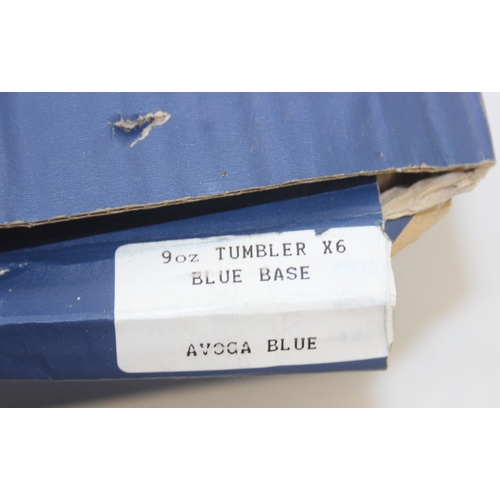 9oz TUMBLER X6
BLUE BASE
AVOCA BLUE